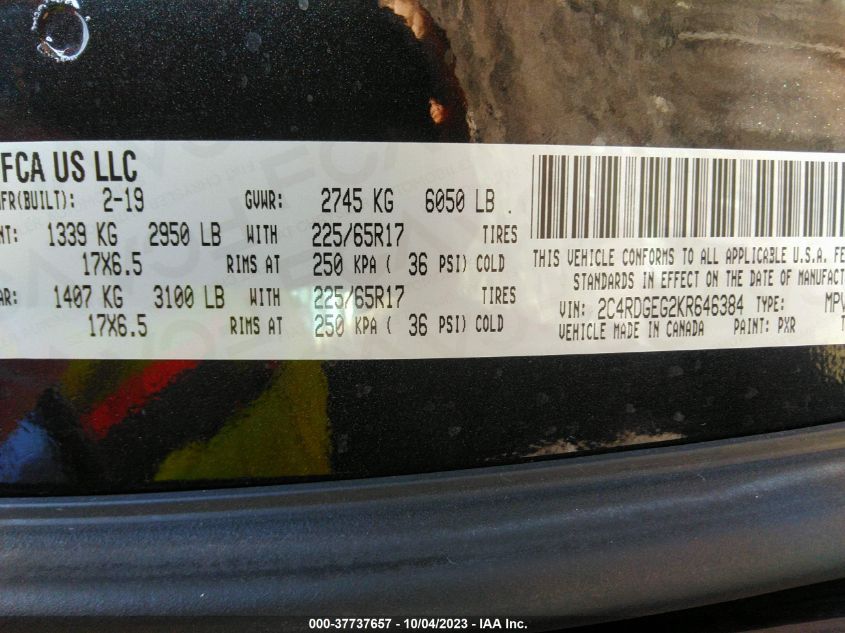 FCA US LLC
MFR(BUILT): 2-19 GVWR: 2745 KG 6050 LB
NT: 1339 KG 2950 LB WITH 225/65R17 TIRES
17X6.5 RIMS AT 250 KPA ( 36 PSI) COLD
AR: 1407 KG 3100 LB WITH 225/65R17 TIRES
17X6.5 RIMS AT 250 KPA ( 36 PSI) COLD
THIS VEHICLE CONFORMS TO ALL APPLICABLE U.S.A. FE
STANDARDS IN EFFECT ON THE DATE OF MANUFACT
VIN: 2C4RDGEG2KR646384 TYPE: MPV
VEHICLE MADE IN CANADA PAINT: PXR
000-37737657 - 10/04/2023 - IAA Inc.